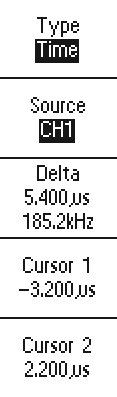 Type
Time
Source
CH1
Delta
5.400µs
185.2kHz
Cursor 1
-3.200µs
Cursor 2
2.200µs